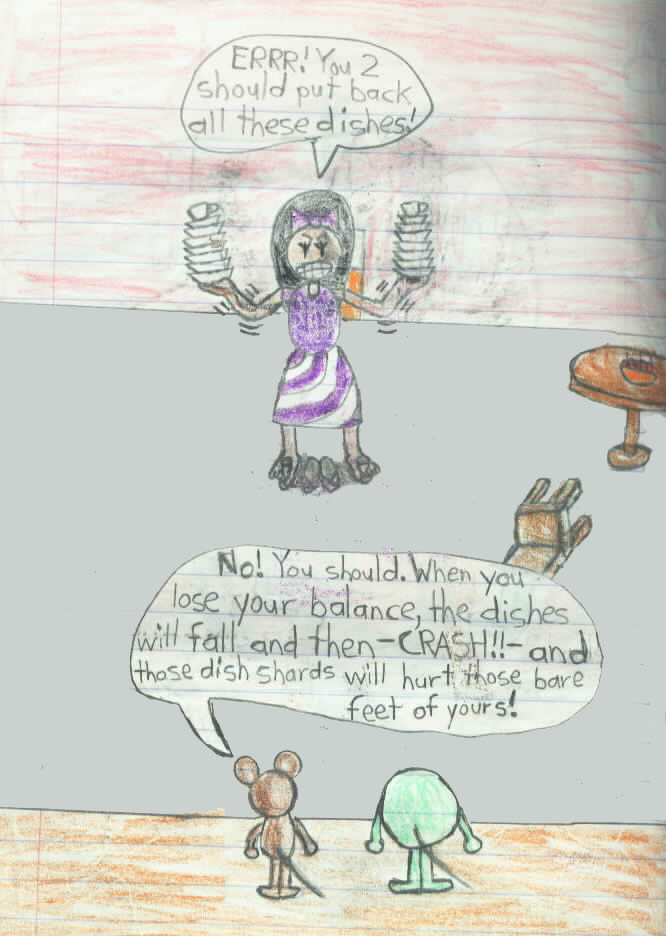 ERRR! You 2
should put back
all these dishes!
No! You should. When you
lose your balance, the dishes
will fall and then -CRASH!!- and
those dish shards will hurt those bare
feet of yours!